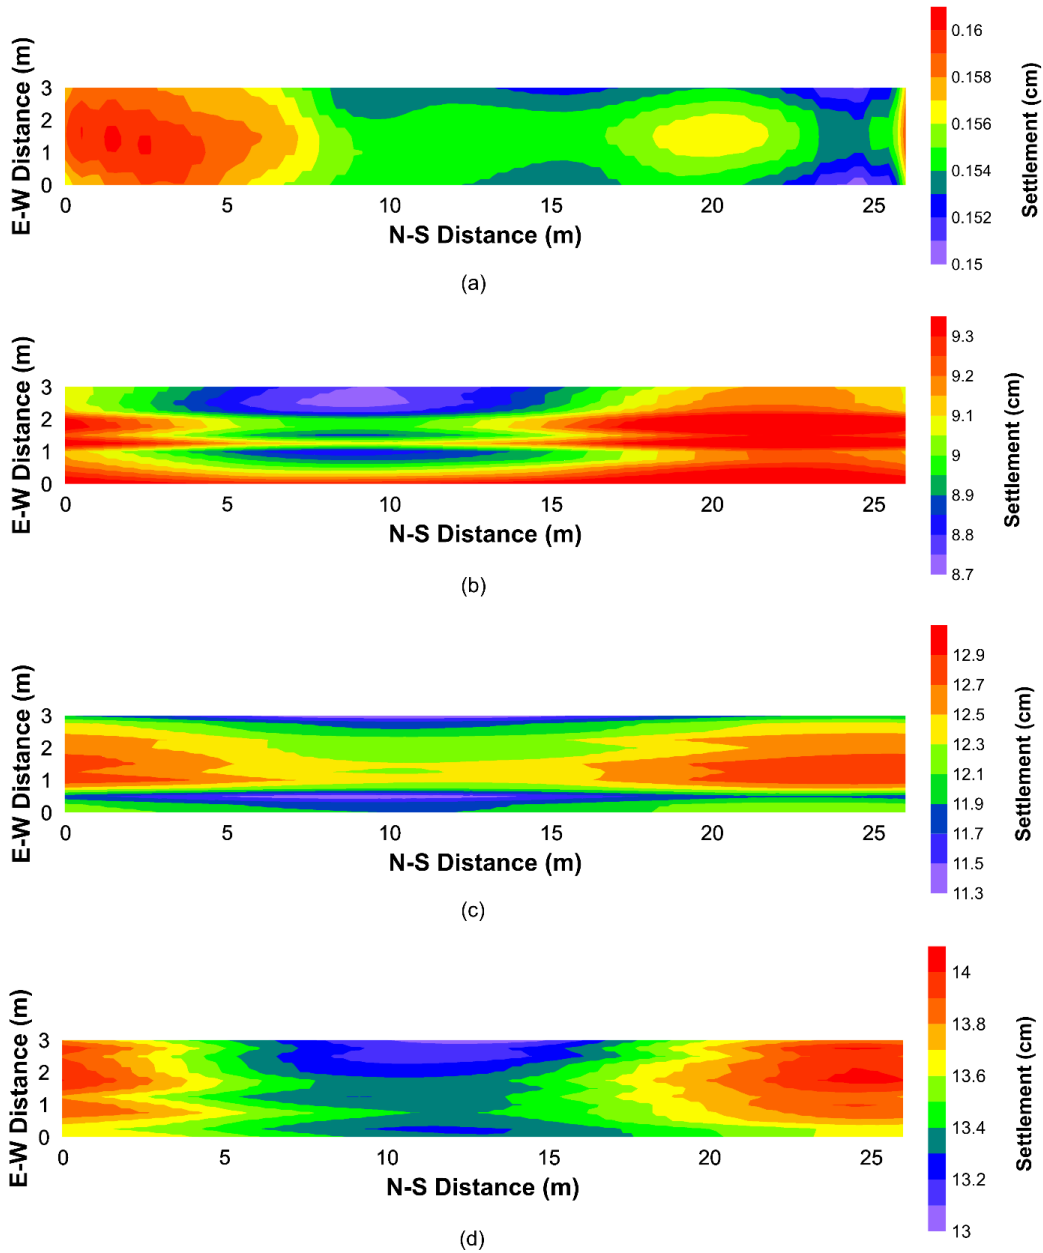 E-W Distance (m)
3
2
1
0
0 5 10 15 20 25
N-S Distance (m)
0.16
0.158
0.156
0.154
0.152
0.15
Settlement (cm)
(a)
E-W Distance (m)
3
2
1
0
0 5 10 15 20 25
N-S Distance (m)
9.3
9.2
9.1
9
8.9
8.8
8.7
Settlement (cm)
(b)
E-W Distance (m)
3
2
1
0
0 5 10 15 20 25
N-S Distance (m)
12.9
12.7
12.5
12.3
12.1
11.9
11.7
11.5
11.3
Settlement (cm)
(c)
E-W Distance (m)
3
2
1
0
0 5 10 15 20 25
N-S Distance (m)
14
13.8
13.6
13.4
13.2
13
Settlement (cm)
(d)